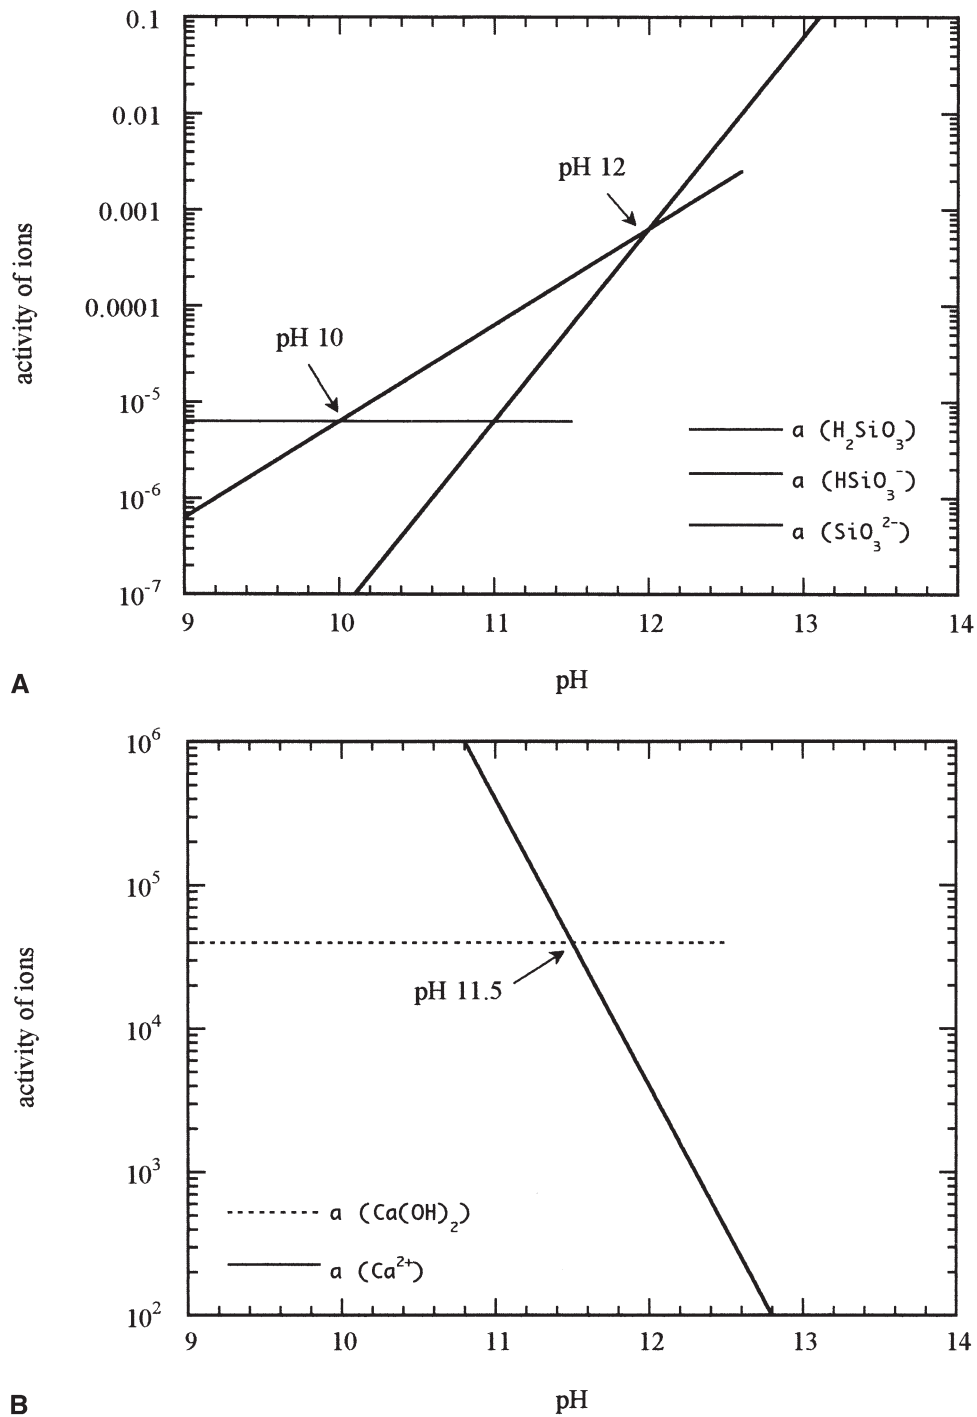 0.1
0.01
0.001
0.0001
10⁻⁵
10⁻⁶
10⁻⁷
activity of ions
pH 12
pH 10
a (H₂SiO₃)
a (HSiO₃⁻)
a (SiO₃²⁻)
9 10 11 12 13 14
pH
A
10⁶
10⁵
10⁴
10³
10²
activity of ions
pH 11.5
a (Ca(OH)₂)
a (Ca²⁺)
9 10 11 12 13 14
pH
B